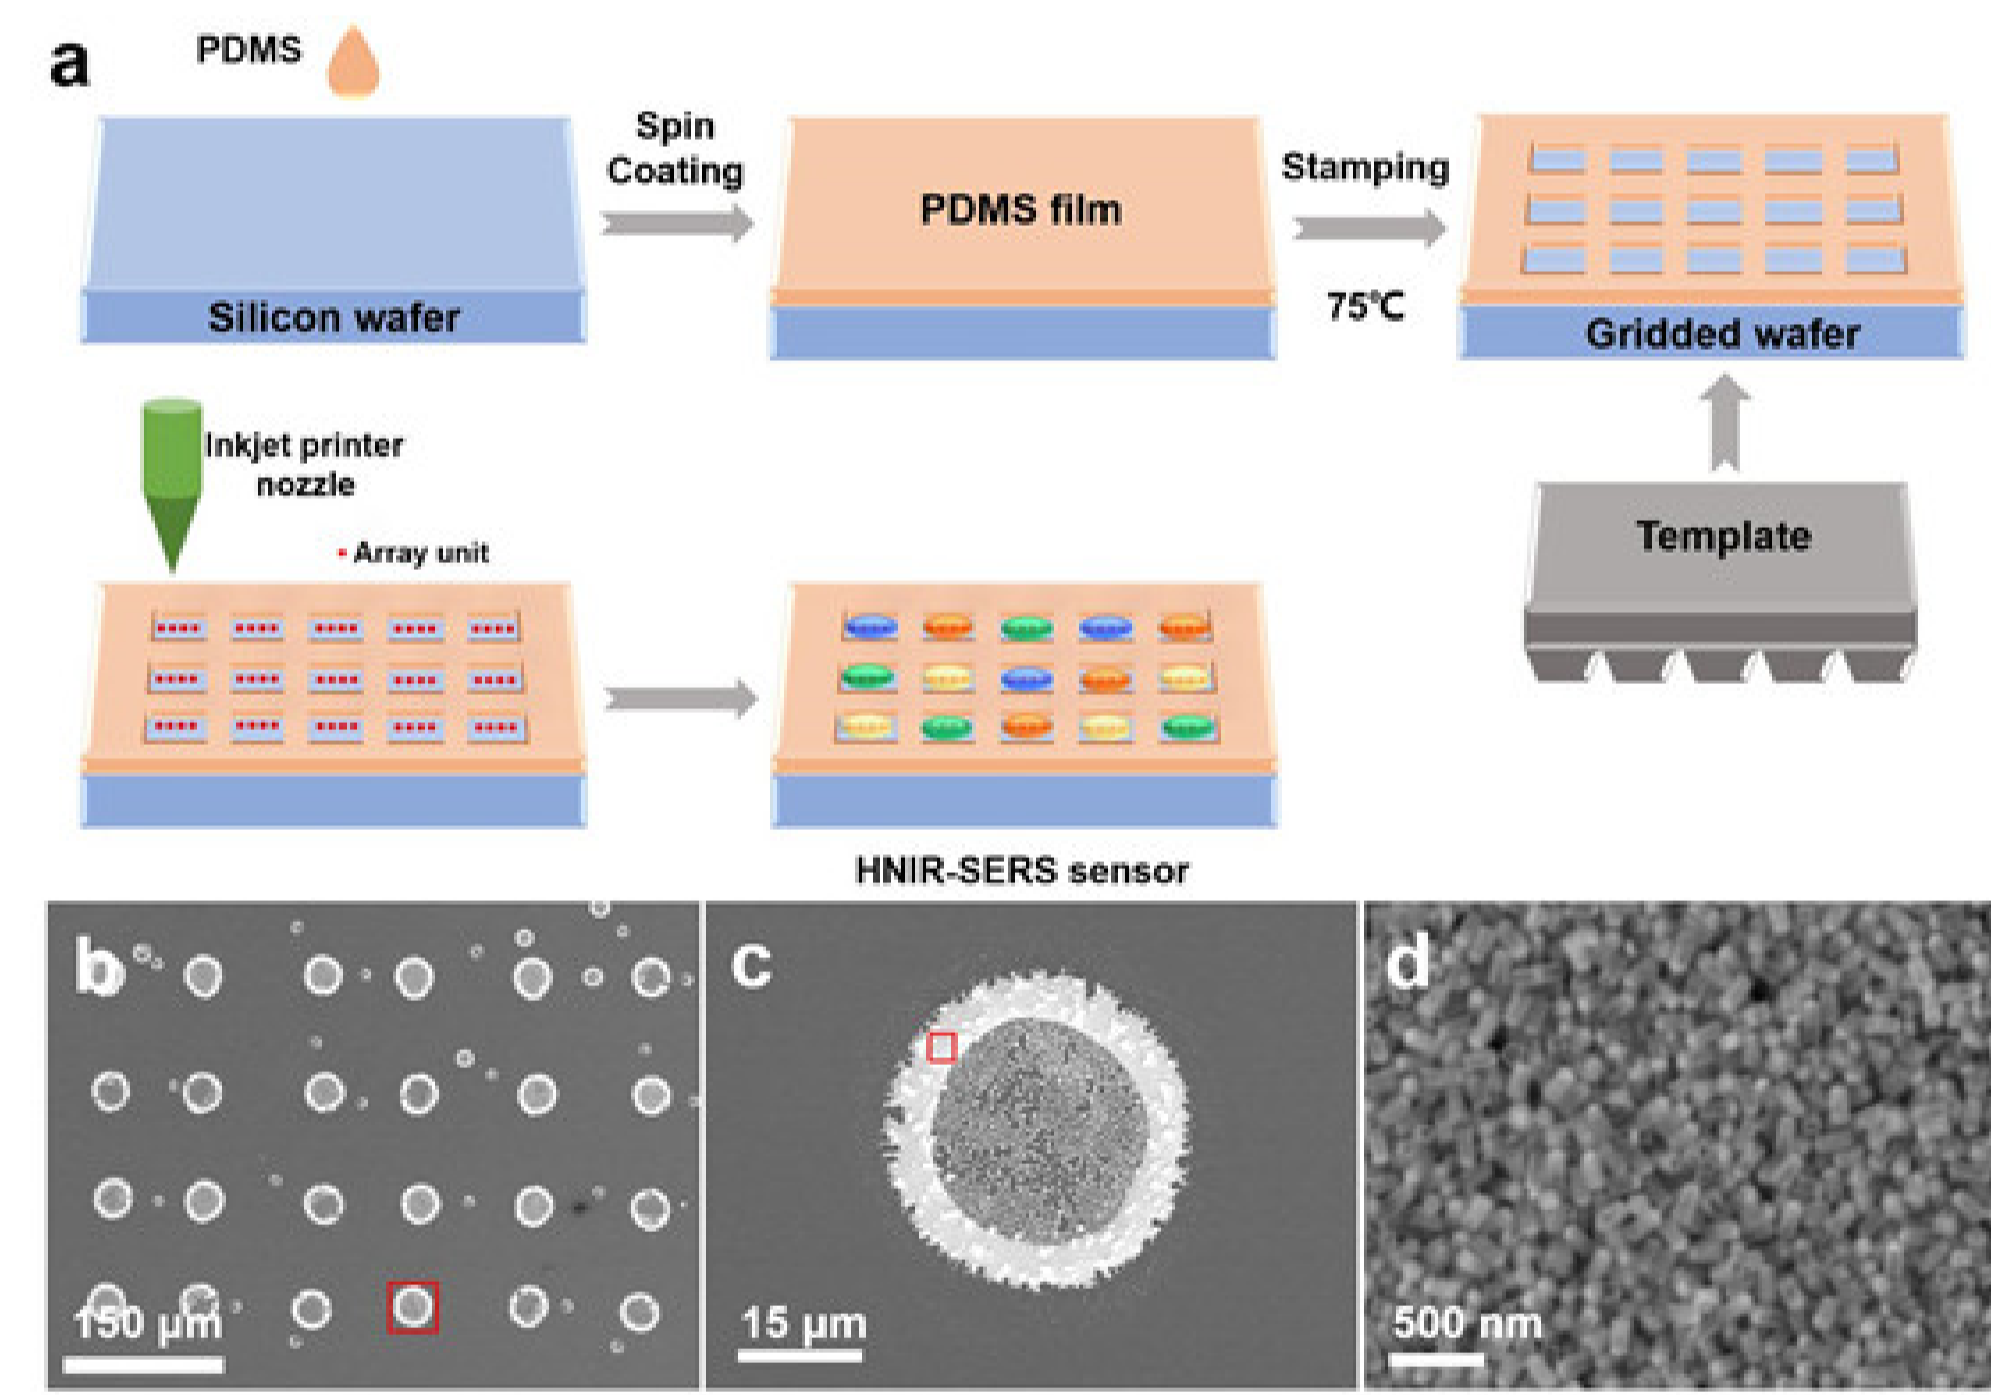 a
PDMS
Spin
Coating
Stamping
75℃
PDMS film
Silicon wafer
Gridded wafer
Inkjet printer
nozzle
Array unit
Template
HNIR-SERS sensor
b
150 μm
c
15 μm
d
500 nm